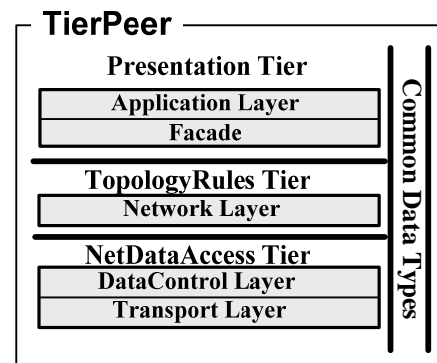 TierPeer
Presentation Tier
Application Layer
Facade
TopologyRules Tier
Network Layer
NetDataAccess Tier
DataControl Layer
Transport Layer
Common Data Types